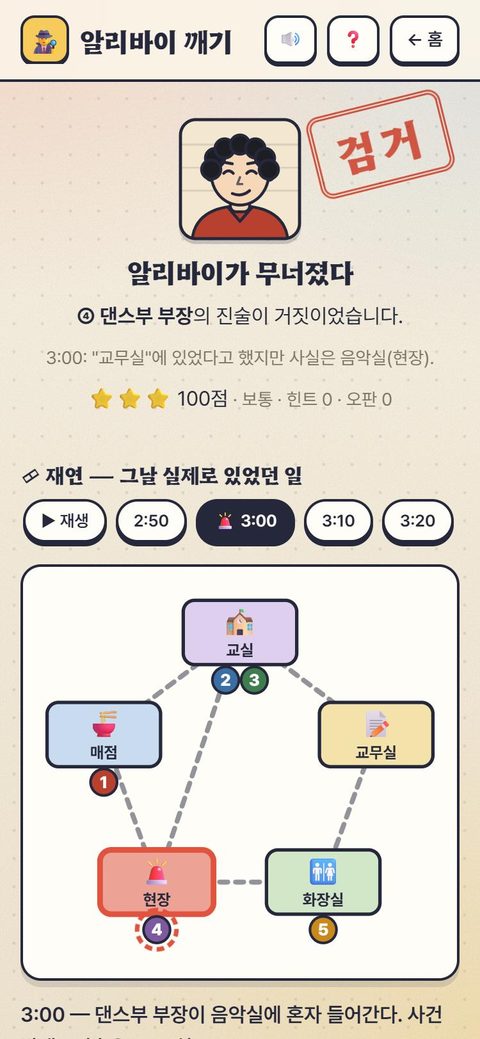 알리바이 깨기
← 홈
검거
알리바이가 무너졌다
④ 댄스부 부장의 진술이 거짓이었습니다.
3:00: "교무실"에 있었다고 했지만 사실은 음악실(현장).
100점 · 보통 · 힌트 0 · 오판 0
재연 — 그날 실제로 있었던 일
▶ 재생
2:50
3:00
3:10
3:20
교실
2 3
매점
교무실
1
현장
화장실
4
5
3:00 — 댄스부 부장이 음악실에 혼자 들어간다. 사건